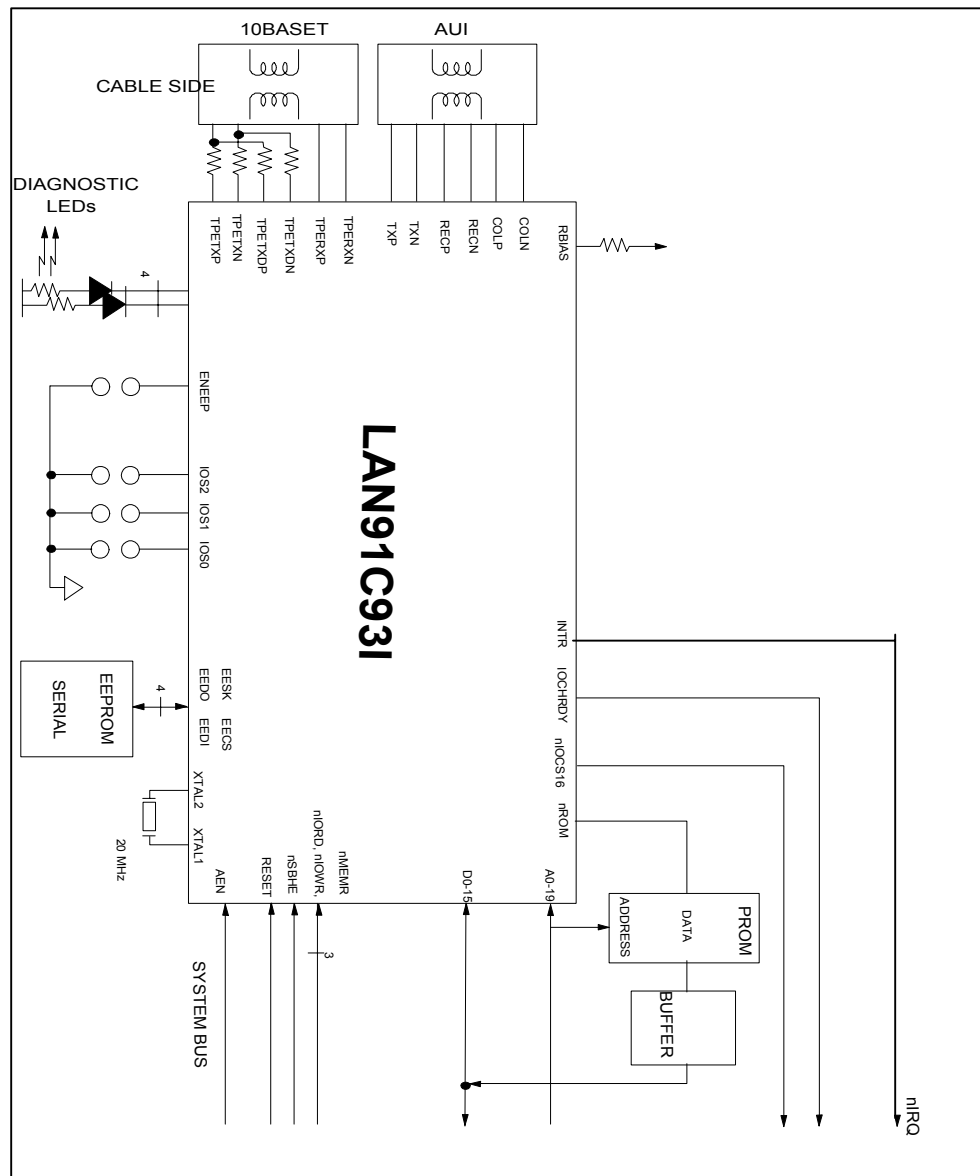 10BASET
AUI
CABLE SIDE
DIAGNOSTIC
LEDs
4
TPETXP
TPETXN
TPETXDP
TPETXDN
TPERXP
TPERXN
TXP
TXN
RECP
RECN
COLP
COLN
RBIAS
ENEEP
IOS2
IOS1
IOS0
LAN91C93I
INTR
IOCHRDY
nIOCS16
nROM
EEPROM
SERIAL
4
EESK
EEDO
EECS
EEDI
XTAL2
XTAL1
20 MHz
AEN
RESET
nSBHE
nIORD, nIOWR,
nMEMR
D0-15
A0-19
PROM
DATA
ADDRESS
BUFFER
3
SYSTEM BUS
nIRQ